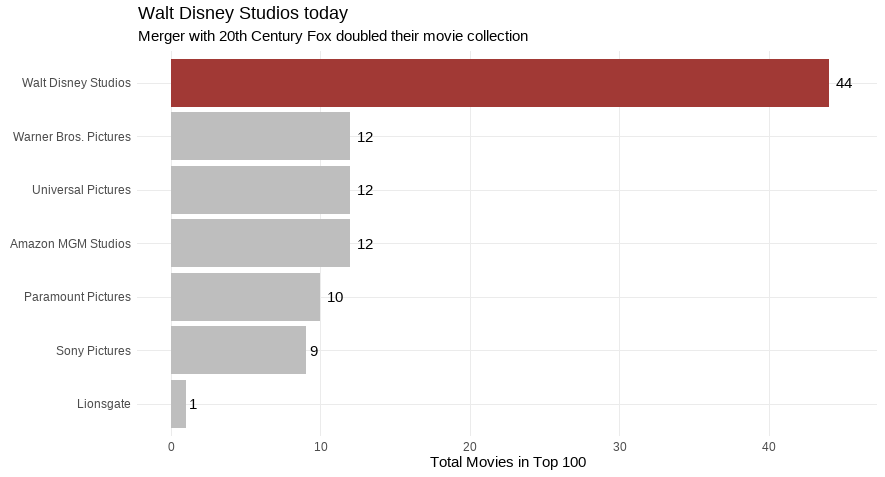 Walt Disney Studios today
Merger with 20th Century Fox doubled their movie collection
Walt Disney Studios 44
Warner Bros. Pictures 12
Universal Pictures 12
Amazon MGM Studios 12
Paramount Pictures 10
Sony Pictures 9
Lionsgate 1
0 10 20 30 40
Total Movies in Top 100